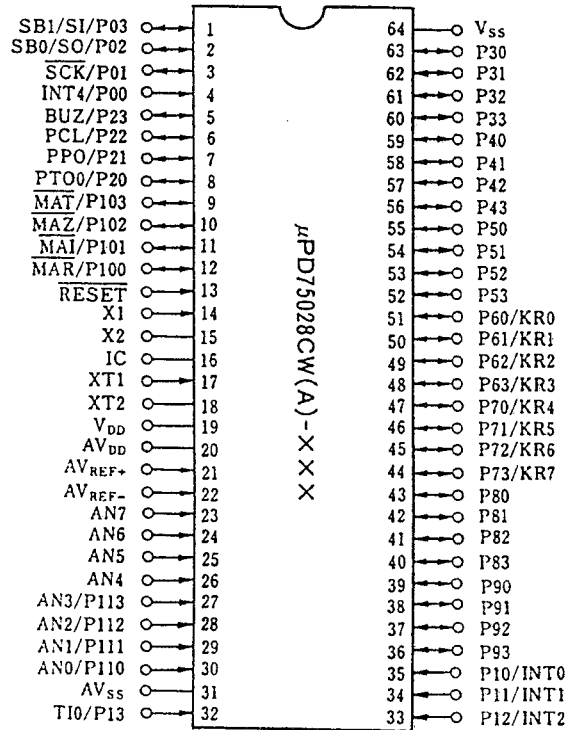 SB1/SI/P03 1
SB0/SO/P02 2
S̅C̅K̅/P01 3
INT4/P00 4
BUZ/P23 5
PCL/P22 6
PPO/P21 7
PTO0/P20 8
M̅A̅T̅/P103 9
M̅A̅Z̅/P102 10
M̅A̅I̅/P101 11
M̅A̅R̅/P100 12
R̅E̅S̅E̅T̅ 13
X1 14
X2 15
IC 16
XT1 17
XT2 18
VDD 19
AVDD 20
AVREF+ 21
AVREF- 22
AN7 23
AN6 24
AN5 25
AN4 26
AN3/P113 27
AN2/P112 28
AN1/P111 29
AN0/P110 30
AVSS 31
TI0/P13 32
μPD75028CW(A)-×××
64 VSS
63 P30
62 P31
61 P32
60 P33
59 P40
58 P41
57 P42
56 P43
55 P50
54 P51
53 P52
52 P53
51 P60/KR0
50 P61/KR1
49 P62/KR2
48 P63/KR3
47 P70/KR4
46 P71/KR5
45 P72/KR6
44 P73/KR7
43 P80
42 P81
41 P82
40 P83
39 P90
38 P91
37 P92
36 P93
35 P10/INT0
34 P11/INT1
33 P12/INT2